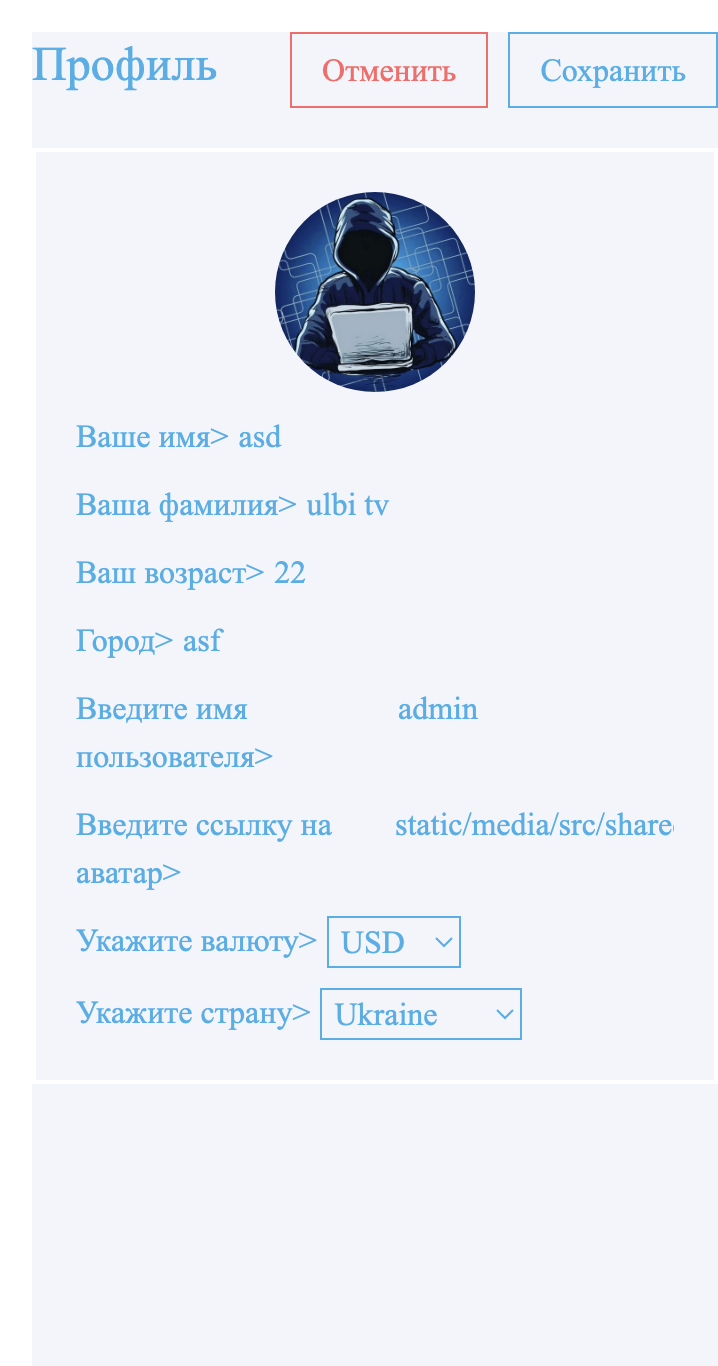 Профиль
Отменить
Сохранить
Ваше имя> asd
Ваша фамилия> ulbi tv
Ваш возраст> 22
Город> asf
Введите имя пользователя> admin
Введите ссылку на аватар> static/media/src/share
Укажите валюту> USD
Укажите страну> Ukraine